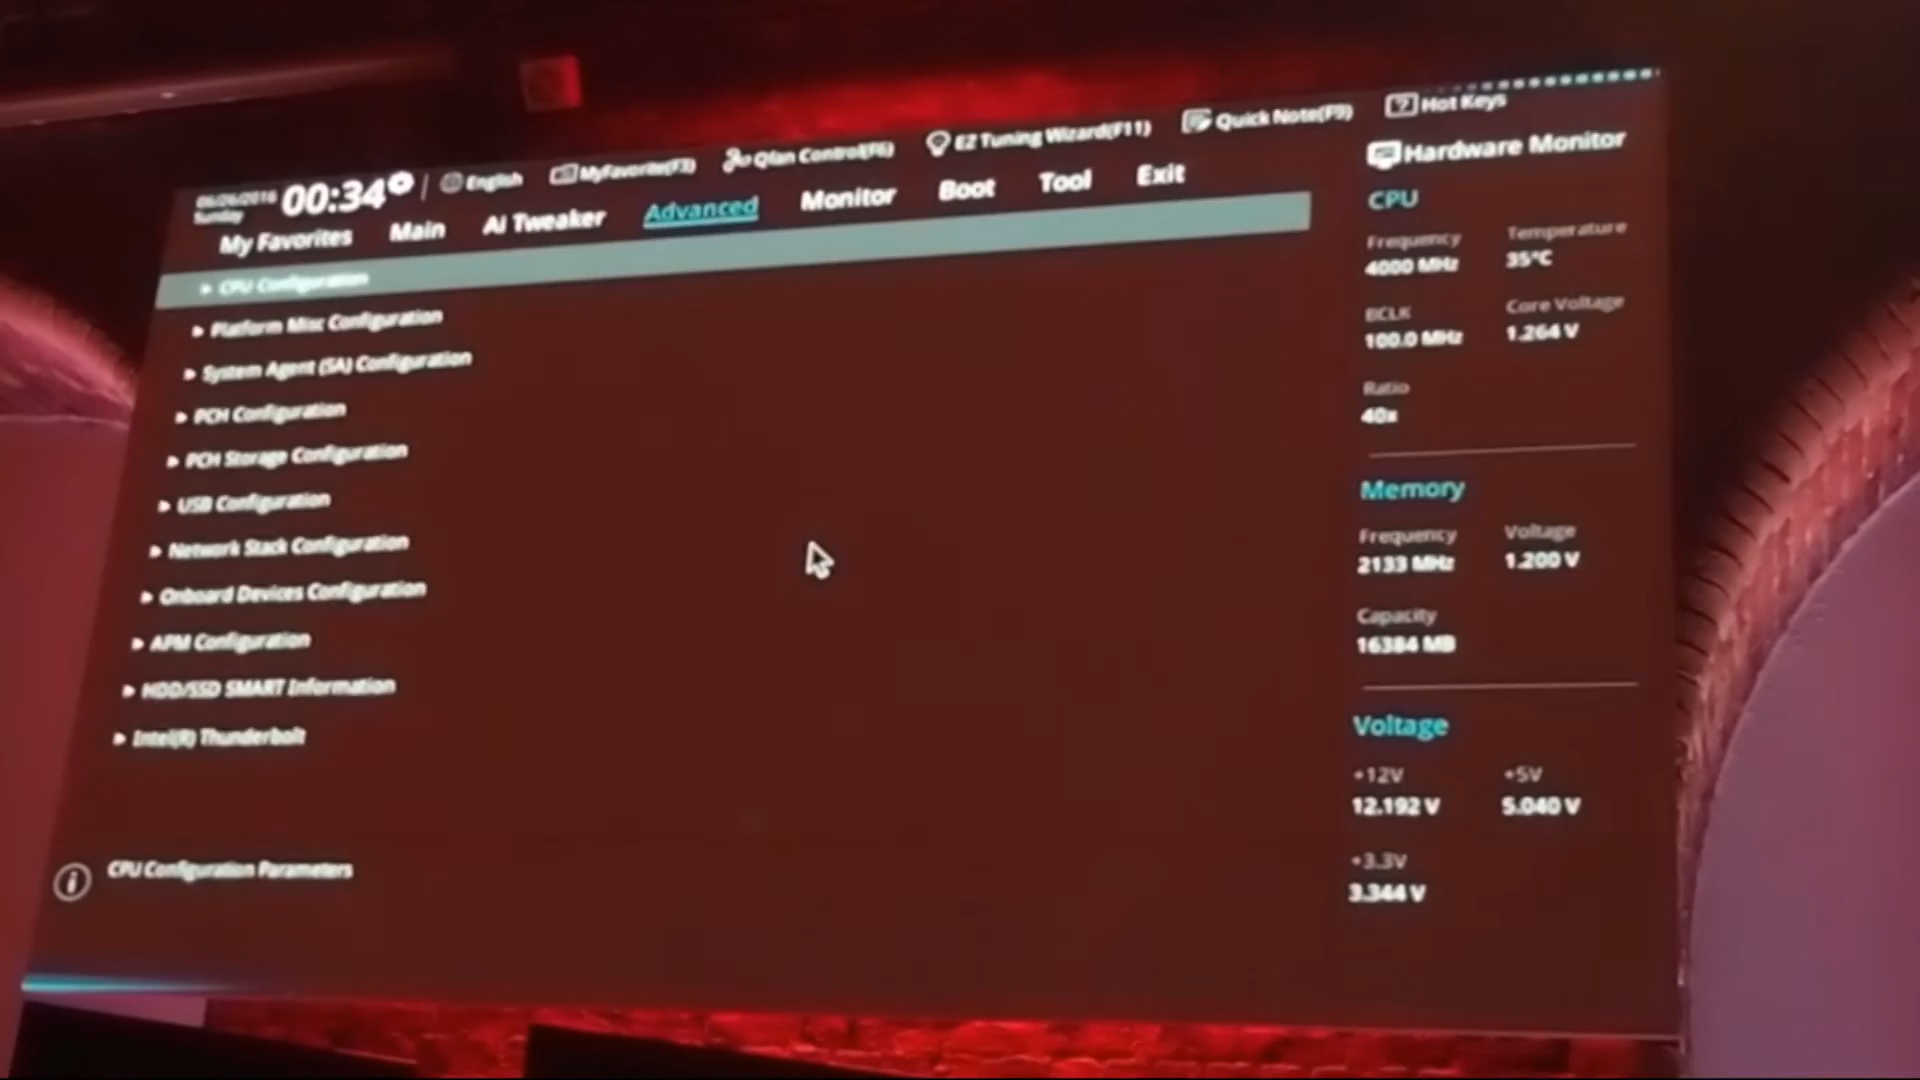 06/26/2016
Sunday
00:34
English
MyFavorite(F3)
Qfan Control(F6)
EZ Tuning Wizard(F11)
Quick Note(F9)
? Hot Keys
My Favorites
Main
Ai Tweaker
Advanced
Monitor
Boot
Tool
Exit
CPU Configuration
Platform Misc Configuration
System Agent (SA) Configuration
PCH Configuration
PCH Storage Configuration
USB Configuration
Network Stack Configuration
Onboard Devices Configuration
APM Configuration
HDD/SSD SMART Information
Intel(R) Thunderbolt
i CPU Configuration Parameters
Hardware Monitor
CPU
Frequency Temperature
4000 MHz 35°C
BCLK Core Voltage
100.0 MHz 1.264 V
Ratio
40x
Memory
Frequency Voltage
2133 MHz 1.200 V
Capacity
16384 MB
Voltage
+12V +5V
12.192 V 5.040 V
+3.3V
3.344 V